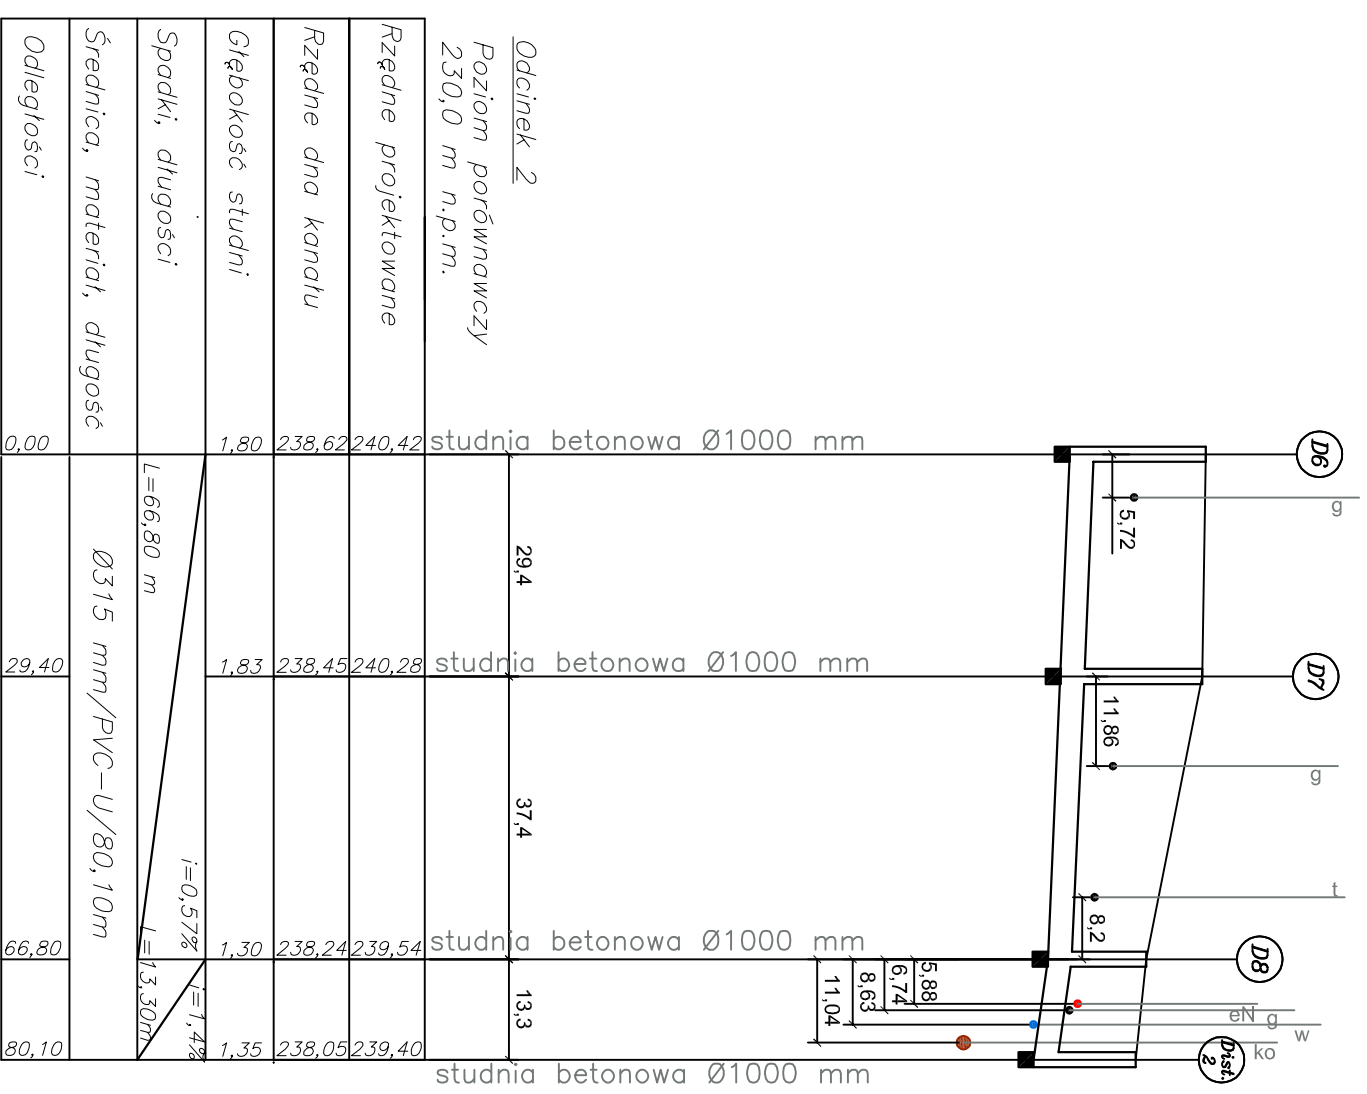 Odcinek 2
Poziom porównawczy
230,0 m n.p.m.
D6
D7
D8
Dist.
2
g
g
t
eN
g
w
ko
5,72
11,86
8,2
5,88
6,74
8,63
11,04
studnia betonowa Ø1000 mm
studnia betonowa Ø1000 mm
studnia betonowa Ø1000 mm
studnia betonowa Ø1000 mm
29,4
37,4
13,3
Rzędne projektowane
240,42
240,28
239,54
239,40
Rzędne dna kanału
238,62
238,45
238,24
238,05
Głębokość studni
1,80
1,83
1,30
1,35
Spadki, długości
L=66,80 m
i=0,57%
L=13,30m
i=1,4%
Średnica, materiał, długość
Ø315 mm/PVC-U/80,10m
Odległości
0,00
29,40
66,80
80,10